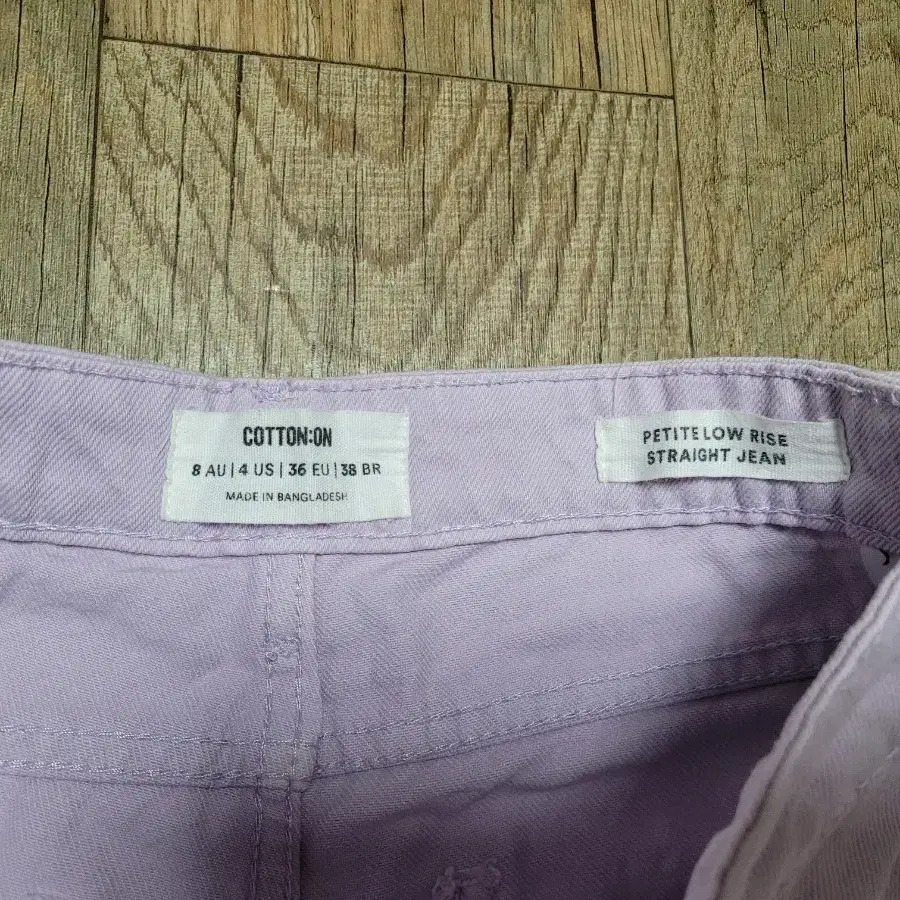 COTTON:ON
8 AU | 4 US | 36 EU | 38 BR
MADE IN BANGLADESH
PETITE LOW RISE
STRAIGHT JEAN